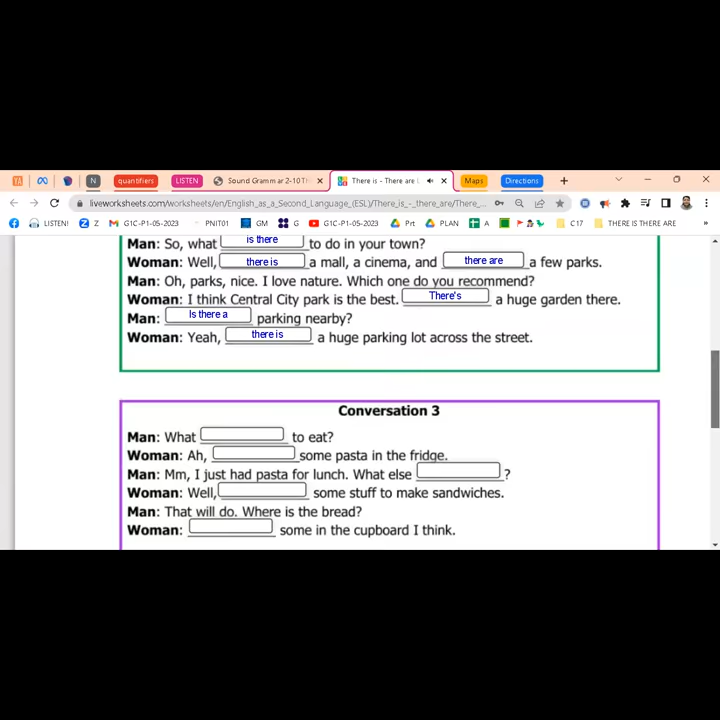 N quantifiers LISTEN Sound Grammar 2-10 Th There is - There are L Maps Directions
liveworksheets.com/worksheets/en/English_as_a_Second_Language_(ESL)/There_is_-_there_are/There_...
LISTEN! Z Z G1C-P1-05-2023 PNIT01 GM G G1C-P1-05-2023 Prt PLAN A C17 THERE IS THERE ARE »
Man: So, what is there to do in your town?
Woman: Well, there is a mall, a cinema, and there are a few parks.
Man: Oh, parks, nice. I love nature. Which one do you recommend?
Woman: I think Central City park is the best. There's a huge garden there.
Man: Is there a parking nearby?
Woman: Yeah, there is a huge parking lot across the street.
Conversation 3
Man: What to eat?
Woman: Ah, some pasta in the fridge.
Man: Mm, I just had pasta for lunch. What else ?
Woman: Well, some stuff to make sandwiches.
Man: That will do. Where is the bread?
Woman: some in the cupboard I think.